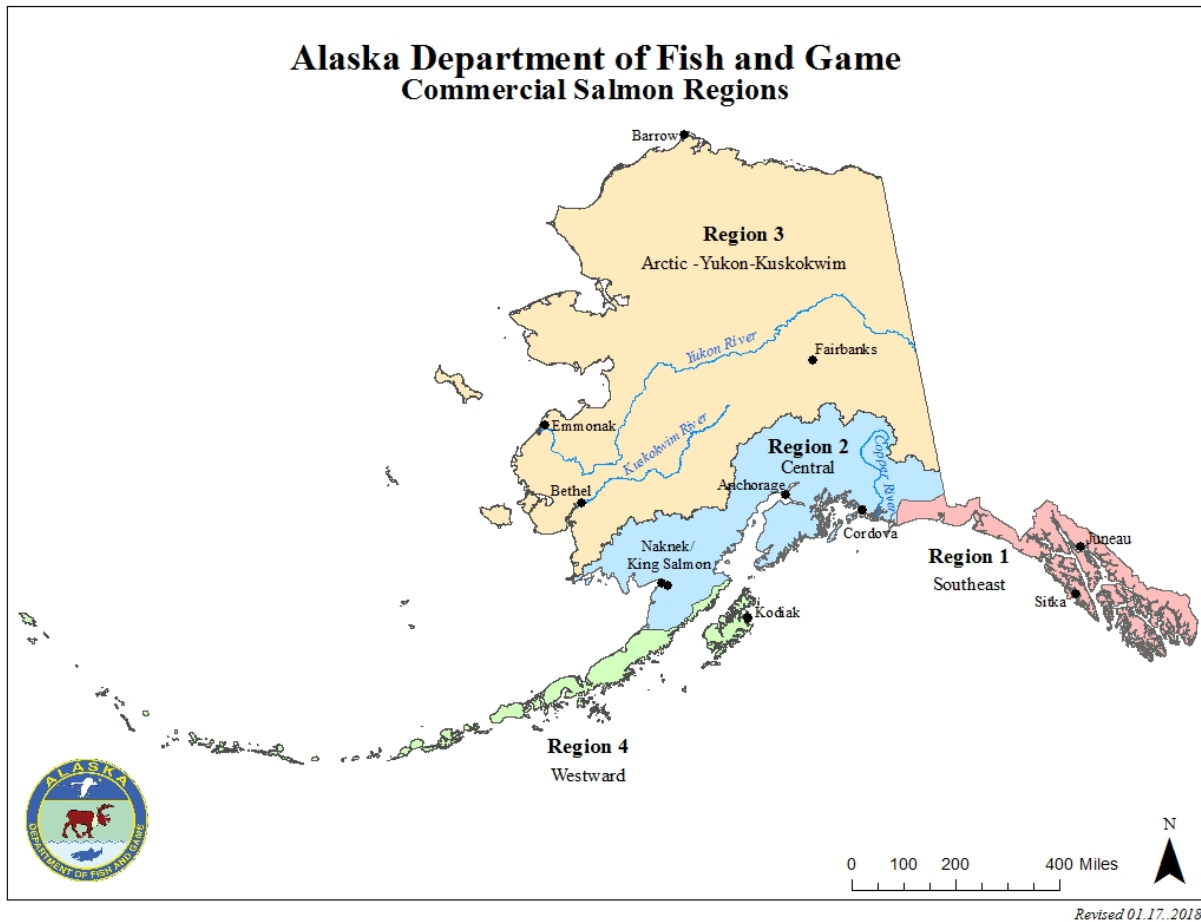 Alaska Department of Fish and Game
Commercial Salmon Regions
Barrow
Region 3
Arctic -Yukon-Kuskokwim
Yukon River
Fairbanks
Kuskokwim River
Emmonak
Region 2
Central
Copper River
Bethel
Anchorage
Cordova
Naknek/
King Salmon
Region 1
Southeast
Juneau
Sitka
Kodiak
Region 4
Westward
ALASKA
DEPARTMENT OF FISH AND GAME
N
0 100 200 400 Miles
Revised 01.17..2018